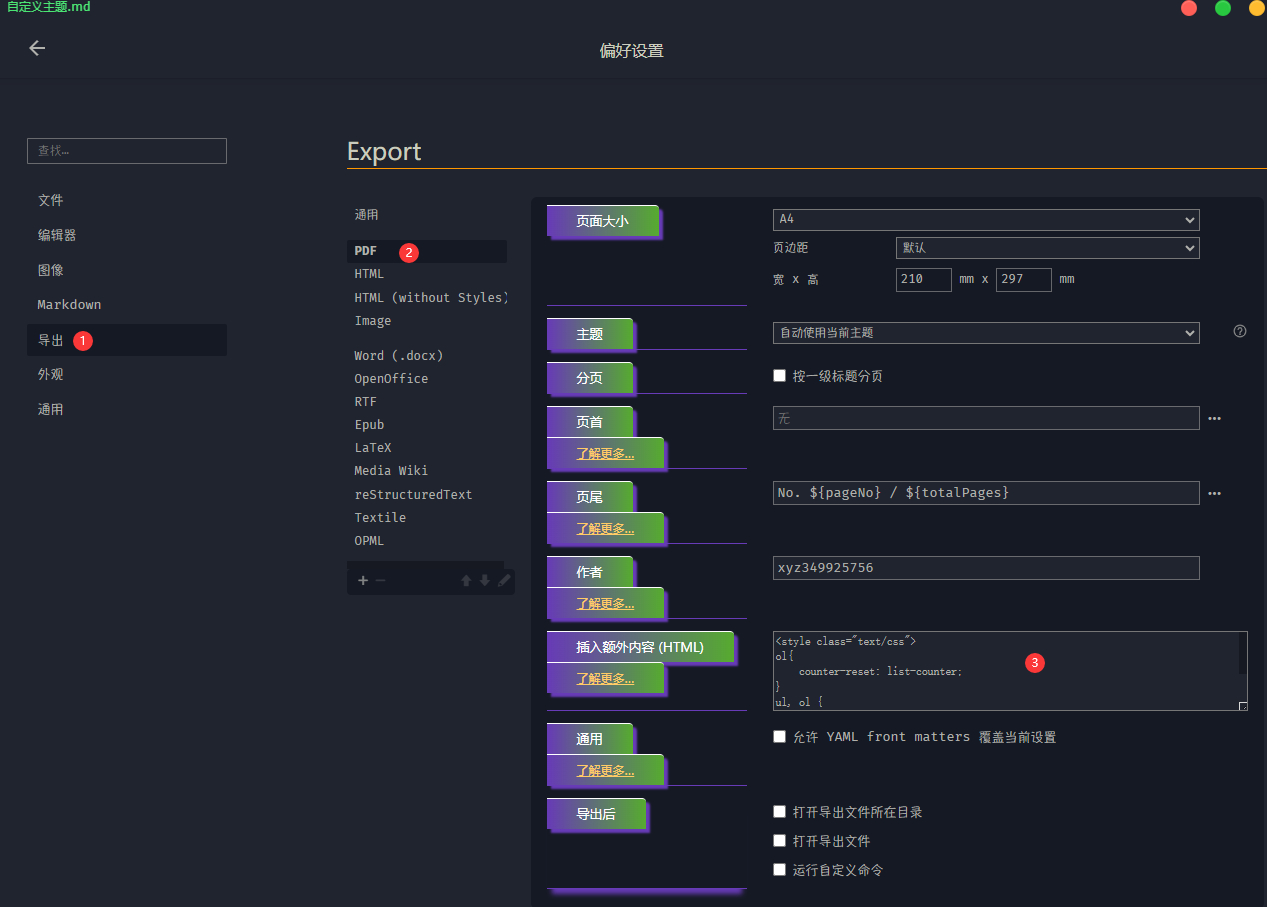 自定义主题.md
偏好设置
查找...
文件
编辑器
图像
Markdown
导出 1
外观
通用
Export
通用
PDF 2
HTML
HTML (without Styles)
Image
Word (.docx)
OpenOffice
RTF
Epub
LaTeX
Media Wiki
reStructuredText
Textile
OPML
页面大小
A4
页边距 默认
宽 x 高 210 mm x 297 mm
主题 自动使用当前主题
分页 按一级标题分页
页首 无
了解更多...
页尾 No. ${pageNo} / ${totalPages}
了解更多...
作者 xyz349925756
了解更多...
插入额外内容 (HTML)
<style class="text/css">
ol{
counter-reset: list-counter;
}
ul, ol {
3
了解更多...
通用 允许 YAML front matters 覆盖当前设置
了解更多...
导出后 打开导出文件所在目录
打开导出文件
运行自定义命令